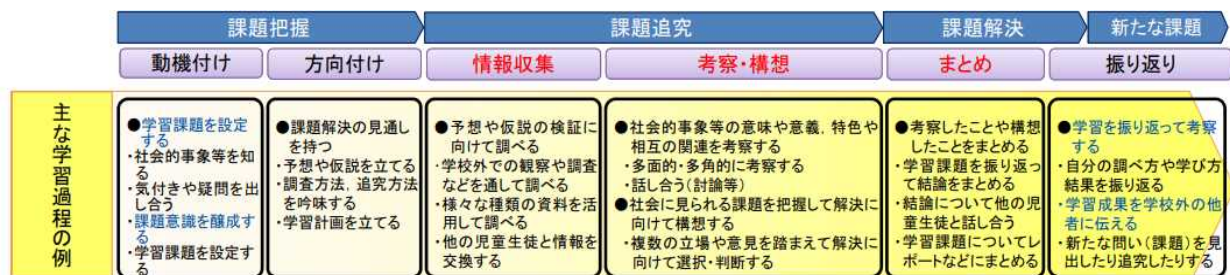 課題把握
課題追究
課題解決
新たな課題
動機付け
方向付け
情報収集
考察・構想
まとめ
振り返り
主な学習過程の例
●学習課題を設定
する
・社会的事象等を知
る
・気付きや疑問を出
し合う
・課題意識を醸成す
る
・学習課題を設定す
る
●課題解決の見通し
を持つ
・予想や仮説を立てる
・調査方法，追究方法
を吟味する
・学習計画を立てる
●予想や仮説の検証に
向けて調べる
・学校外での観察や調査
などを通して調べる
・様々な種類の資料を活
用して調べる
・他の児童生徒と情報を
交換する
●社会的事象等の意味や意義，特色や
相互の関連を考察する
・多面的・多角的に考察する
・話し合う（討論等）
●社会に見られる課題を把握して解決に
向けて構想する
・複数の立場や意見を踏まえて解決に
向けて選択・判断する
●考察したことや構想
したことをまとめる
・学習課題を振り返っ
て結論をまとめる
・結論について他の児
童生徒と話し合う
・学習課題についてレ
ポートなどにまとめる
●学習を振り返って考察
する
・自分の調べ方や学び方
結果を振り返る
・学習成果を学校外の他
者に伝える
・新たな問い（課題）を見
出したり追究したりする